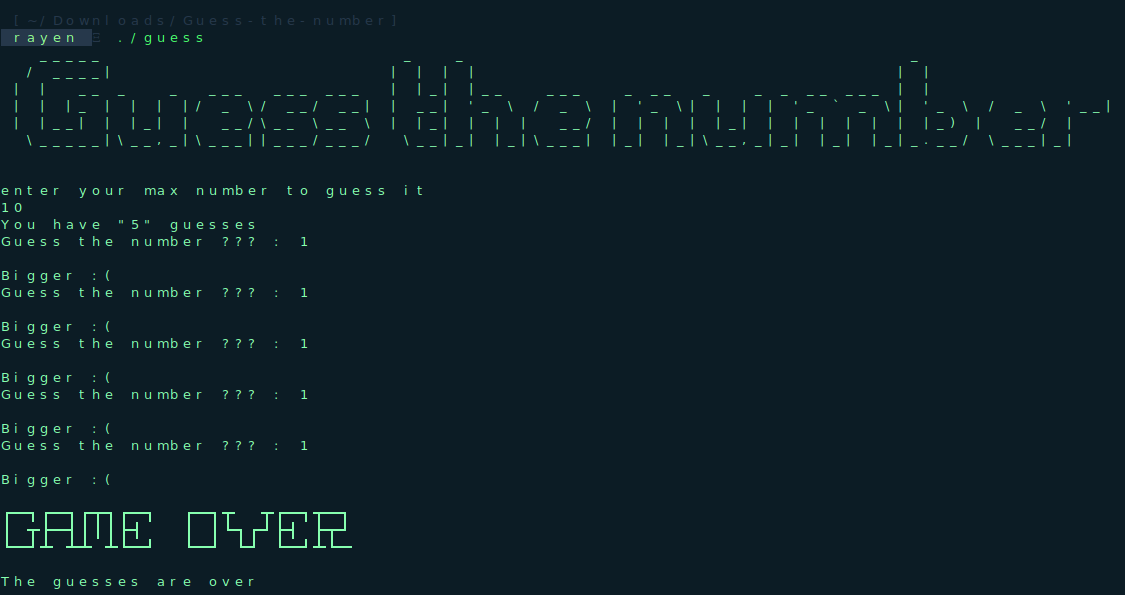 [~/Downloads/Guess-the-number]
rayen ./guess
Guess the number
enter your max number to guess it
10
You have "5" guesses
Guess the number ??? : 1
Bigger :(
Guess the number ??? : 1
Bigger :(
Guess the number ??? : 1
Bigger :(
Guess the number ??? : 1
Bigger :(
Guess the number ??? : 1
Bigger :(
GAME OVER
The guesses are over